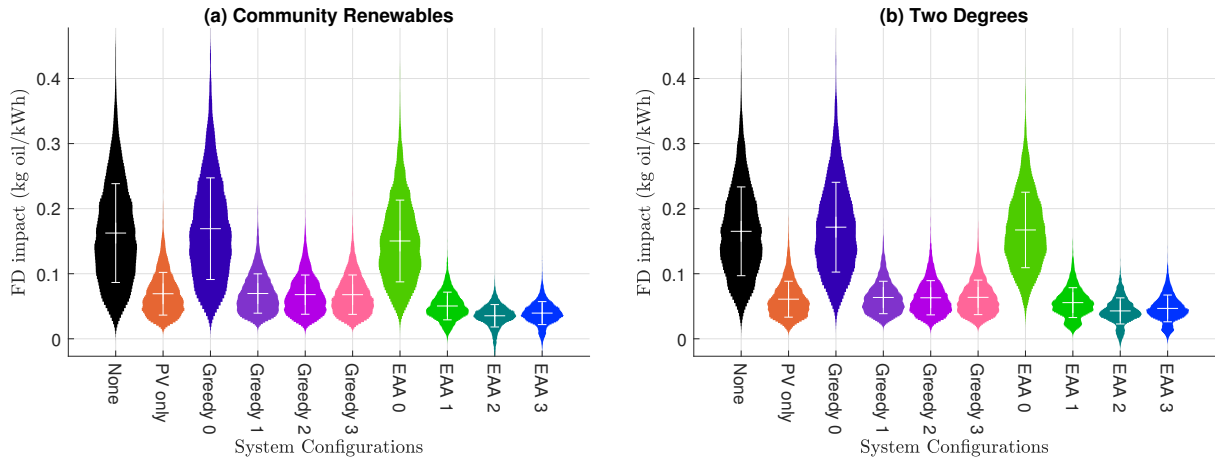 (a) Community Renewables
FD impact (kg oil/kWh)
0.4
0.3
0.2
0.1
0
None
PV only
Greedy 0
Greedy 1
Greedy 2
Greedy 3
EAA 0
EAA 1
EAA 2
EAA 3
System Configurations
(b) Two Degrees
FD impact (kg oil/kWh)
0.4
0.3
0.2
0.1
0
None
PV only
Greedy 0
Greedy 1
Greedy 2
Greedy 3
EAA 0
EAA 1
EAA 2
EAA 3
System Configurations